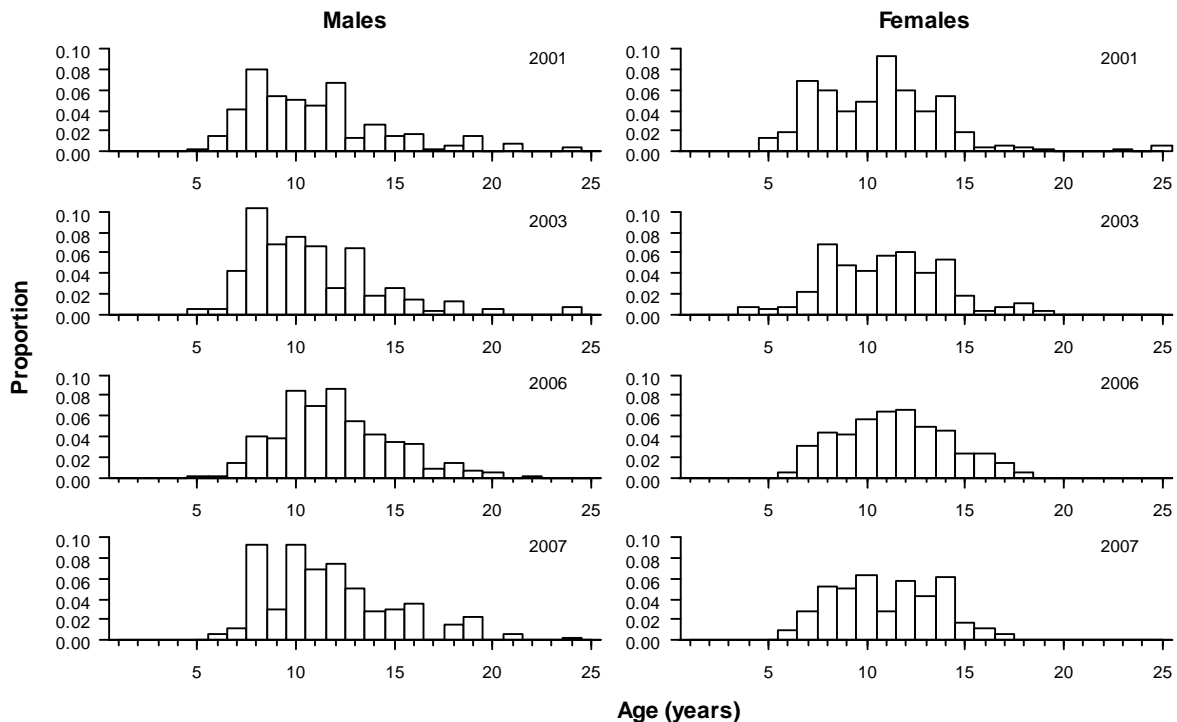 Males Females
0.10 0.08 0.06 0.04 0.02 0.00 2001 5 10 15 20 25
0.10 0.08 0.06 0.04 0.02 0.00 2001 5 10 15 20 25
0.10 0.08 0.06 0.04 0.02 0.00 2003 5 10 15 20 25
0.10 0.08 0.06 0.04 0.02 0.00 2003 5 10 15 20 25
0.10 0.08 0.06 0.04 0.02 0.00 2006 5 10 15 20 25
0.10 0.08 0.06 0.04 0.02 0.00 2006 5 10 15 20 25
0.10 0.08 0.06 0.04 0.02 0.00 2007 5 10 15 20 25
0.10 0.08 0.06 0.04 0.02 0.00 2007 5 10 15 20 25
Proportion
Age (years)